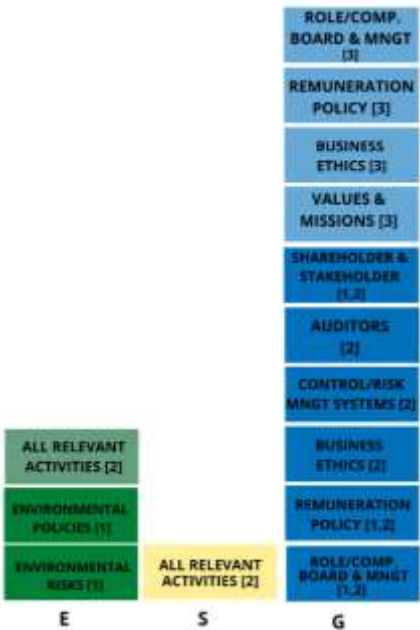 ROLE/COMP.
BOARD & MNGT
[3]
REMUNERATION
POLICY [3]
BUSINESS
ETHICS [3]
VALUES &
MISSIONS [3]
SHAREHOLDER &
STAKEHOLDER
[1,2]
AUDITORS
[2]
CONTROL/RISK
MNGT SYSTEMS [2]
BUSINESS
ETHICS [2]
REMUNERATION
POLICY [1,2]
ROLE/COMP.
BOARD & MNGT
[1,2]
ALL RELEVANT
ACTIVITIES [2]
ENVIRONMENTAL
POLICIES [1]
ENVIRONMENTAL
RISKS [1]
ALL RELEVANT
ACTIVITIES [2]
E
S
G